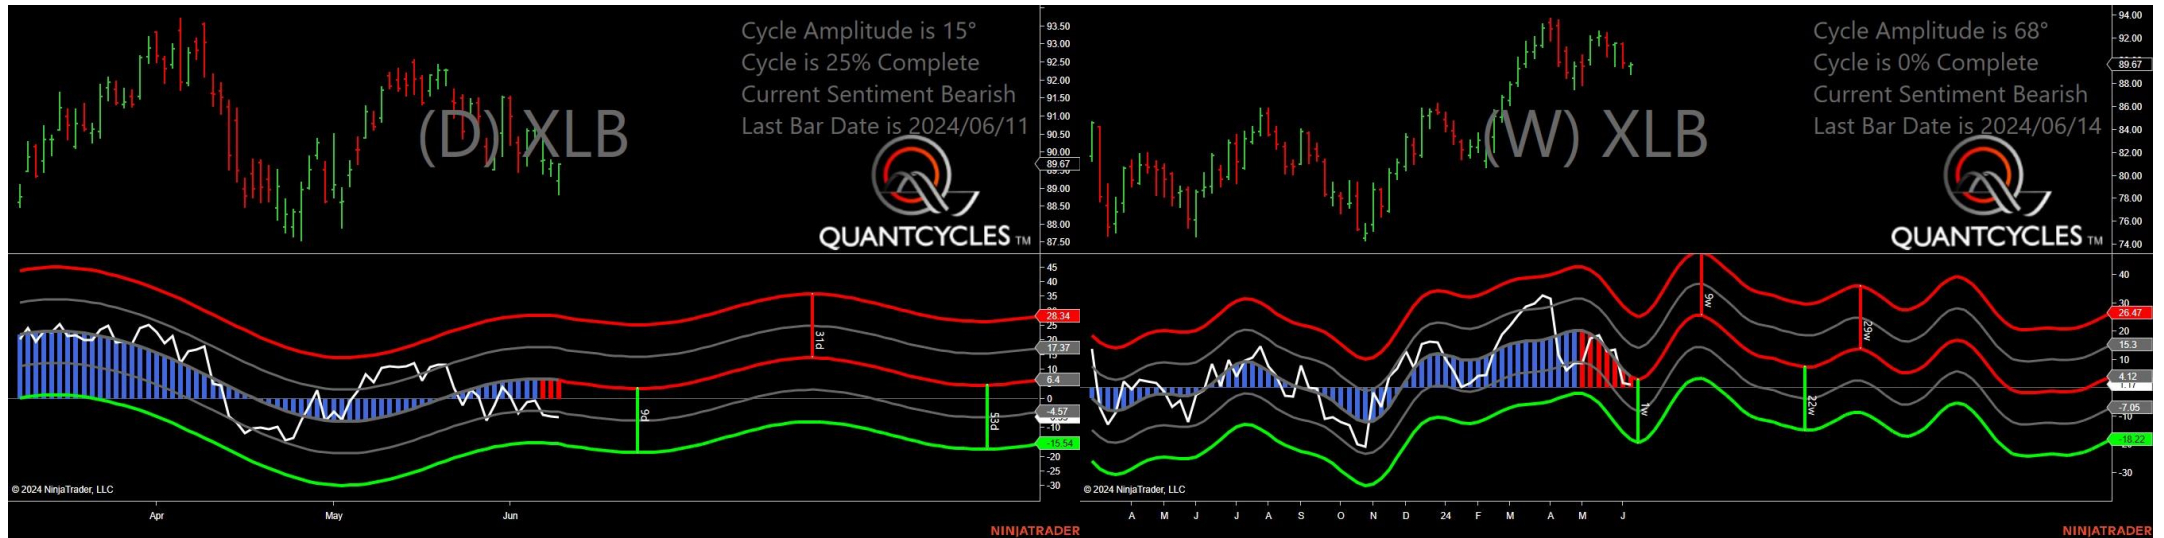 Cycle Amplitude is 15°
Cycle is 25% Complete
Current Sentiment Bearish
Last Bar Date is 2024/06/11
(D) XLB
QUANTCYCLES TM
93.50
93.00
92.50
92.00
91.50
91.00
90.50
90.00
89.67
89.00
88.50
88.00
87.50
45
40
35
28.34
25
17.37
15
10
6.4
0
-4.57
-10
-15.54
-20
-25
-30
9d
31d
53d
© 2024 NinjaTrader, LLC
Apr May Jun
NINJATRADER
Cycle Amplitude is 68°
Cycle is 0% Complete
Current Sentiment Bearish
Last Bar Date is 2024/06/14
(W) XLB
QUANTCYCLES TM
94.00
92.00
89.67
88.00
86.00
84.00
82.00
80.00
78.00
76.00
74.00
40
30
26.47
20
15.3
10
4.12
-7.05
-10
-18.22
-30
1w
9w
22w
29w
© 2024 NinjaTrader, LLC
A M J J A S O N D 24 F M A M J
NINJATRADER